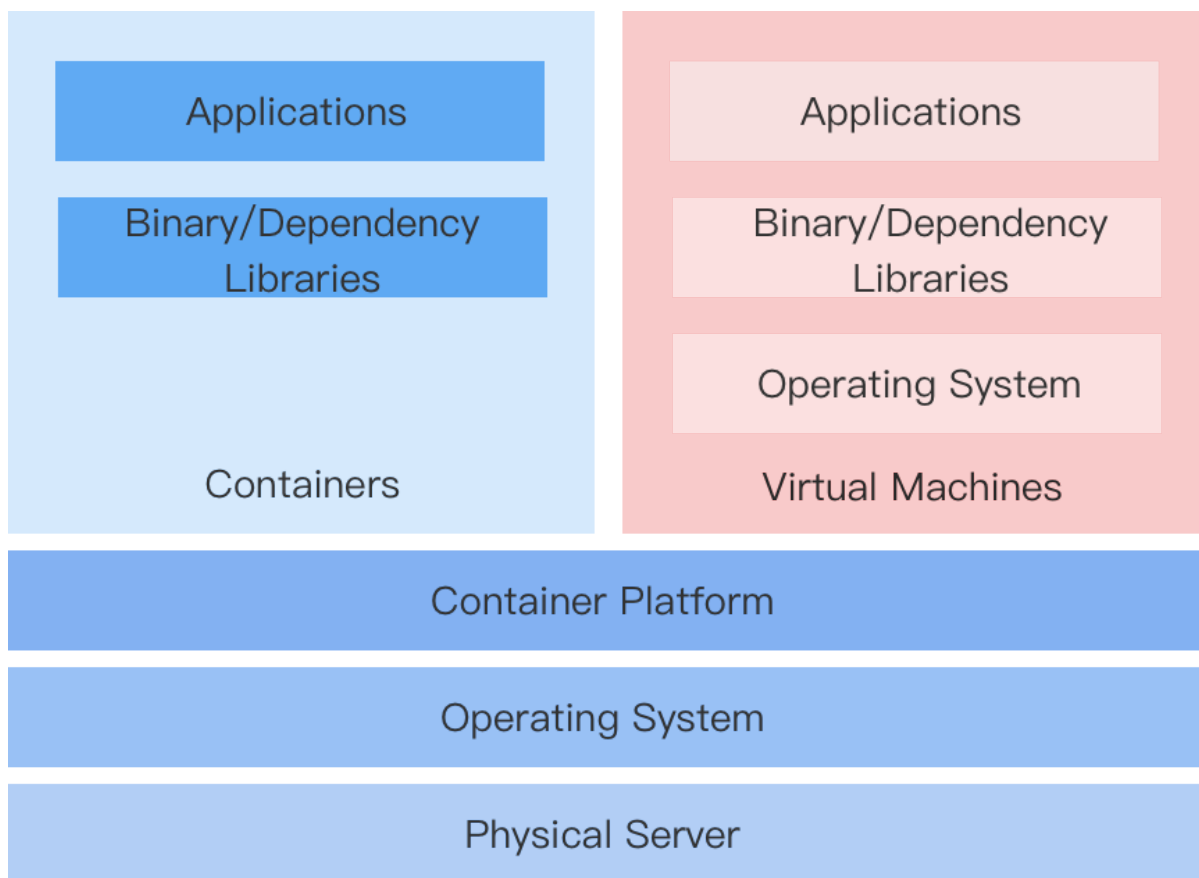 Applications
Binary/Dependency
Libraries
Containers
Applications
Binary/Dependency
Libraries
Operating System
Virtual Machines
Container Platform
Operating System
Physical Server